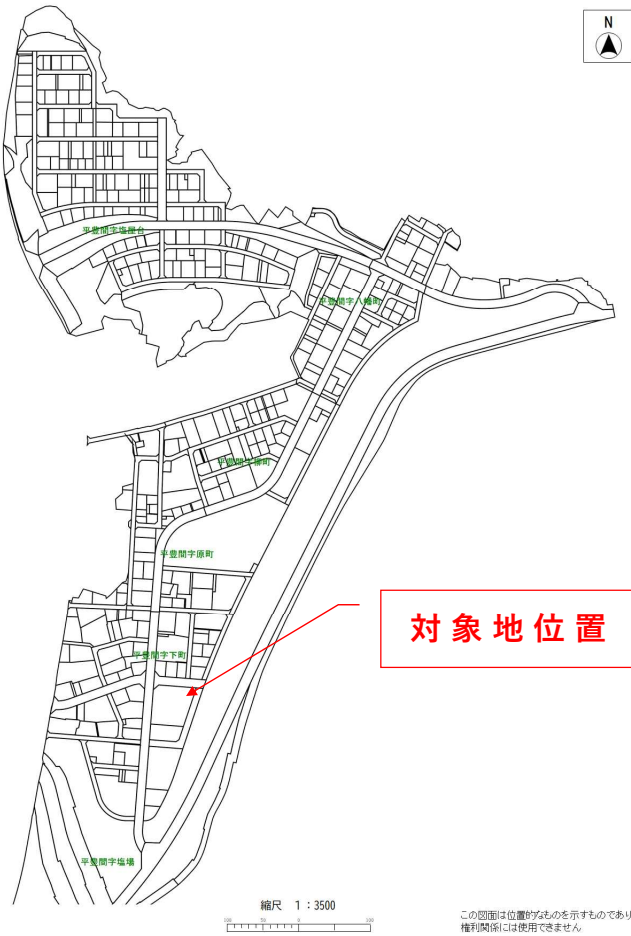 N
平豊間字塩屋台
平豊間字八幡町
平豊間字柳町
平豊間字原町
対象地位置
平豊間字下町
平豊間字塩場
縮尺 1:3500
100 50 0 100
この図面は位置的なものを示すものであり
権利関係には使用できません